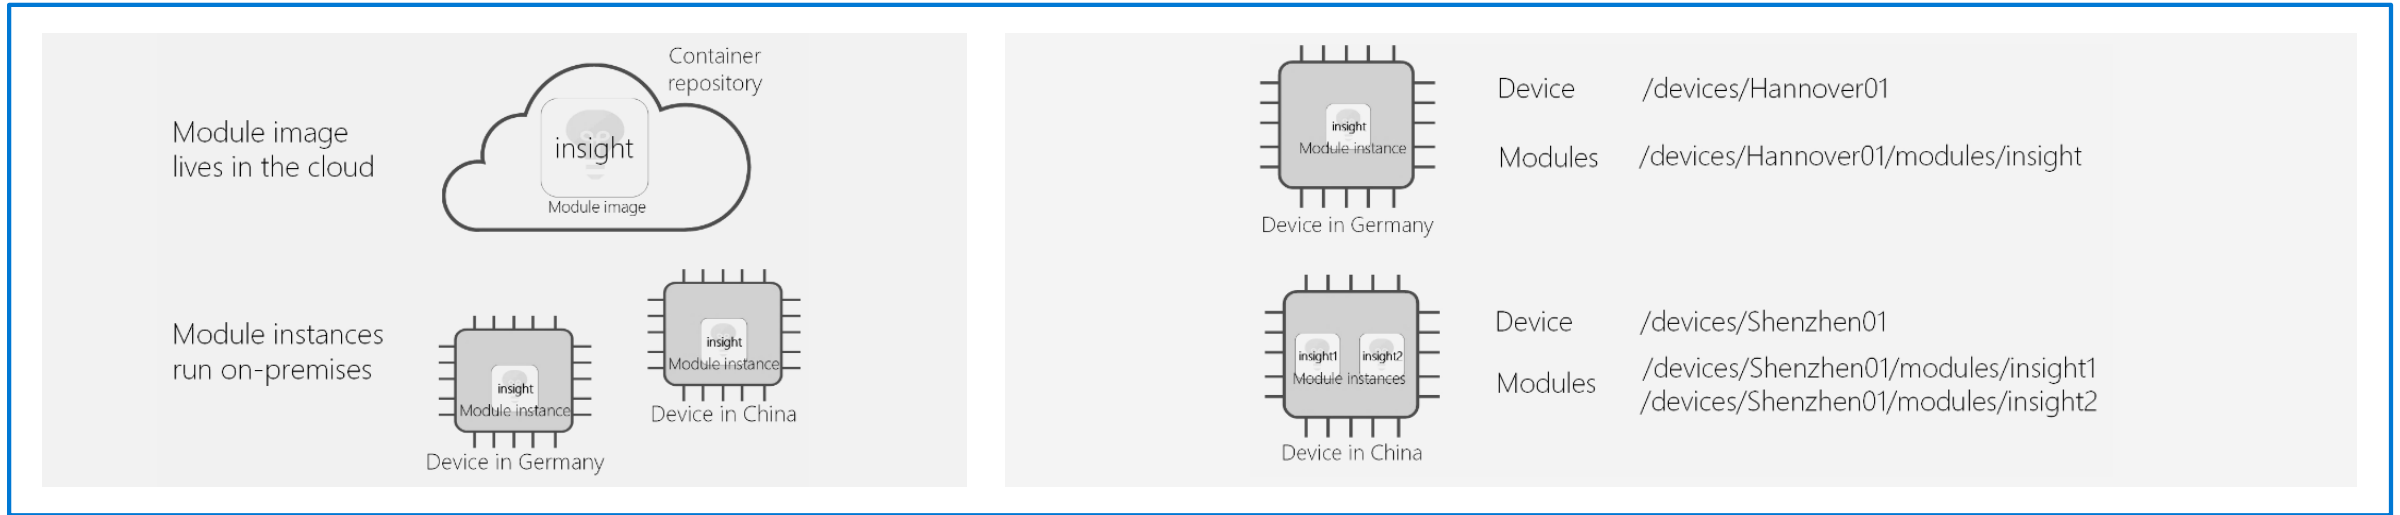 Container
repository
Module image
lives in the cloud
insight
Module image
Module instances
run on-premises
insight
Module instance
Device in Germany
insight
Module instance
Device in China
insight
Module instance
Device in Germany
Device /devices/Hannover01
Modules /devices/Hannover01/modules/insight
insight1 insight2
Module instances
Device in China
Device /devices/Shenzhen01
Modules /devices/Shenzhen01/modules/insight1
/devices/Shenzhen01/modules/insight2